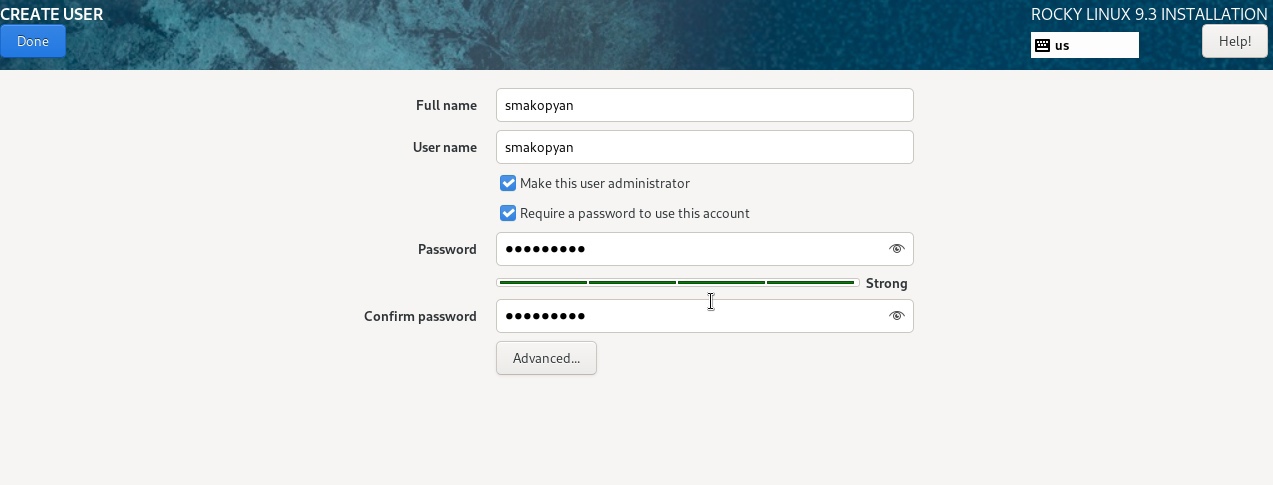 CREATE USER
ROCKY LINUX 9.3 INSTALLATION
Done
us
Help!
Full name
smakopyan
User name
smakopyan
Make this user administrator
Require a password to use this account
Password
●●●●●●●●●
Strong
Confirm password
●●●●●●●●●
Advanced...